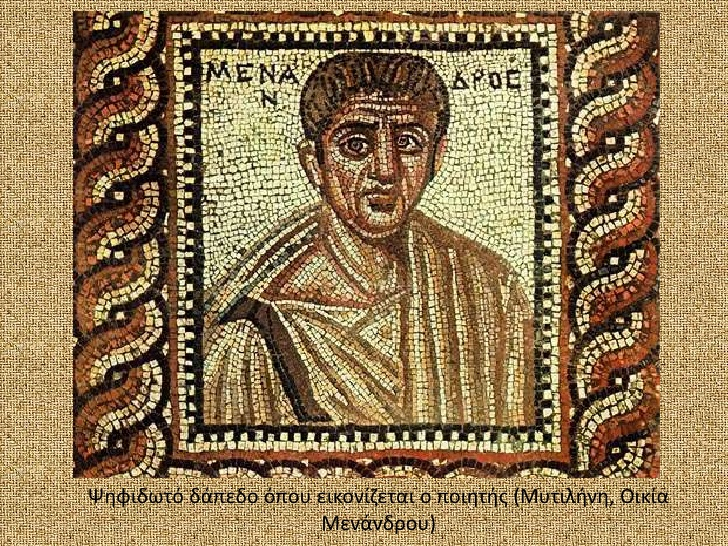 ΜΕΝΑ ΔΡΟΣ
Ν
Ψηφιδωτό δάπεδο όπου εικονίζεται ο ποιητής (Μυτιλήνη, Οικία
Μενάνδρου)